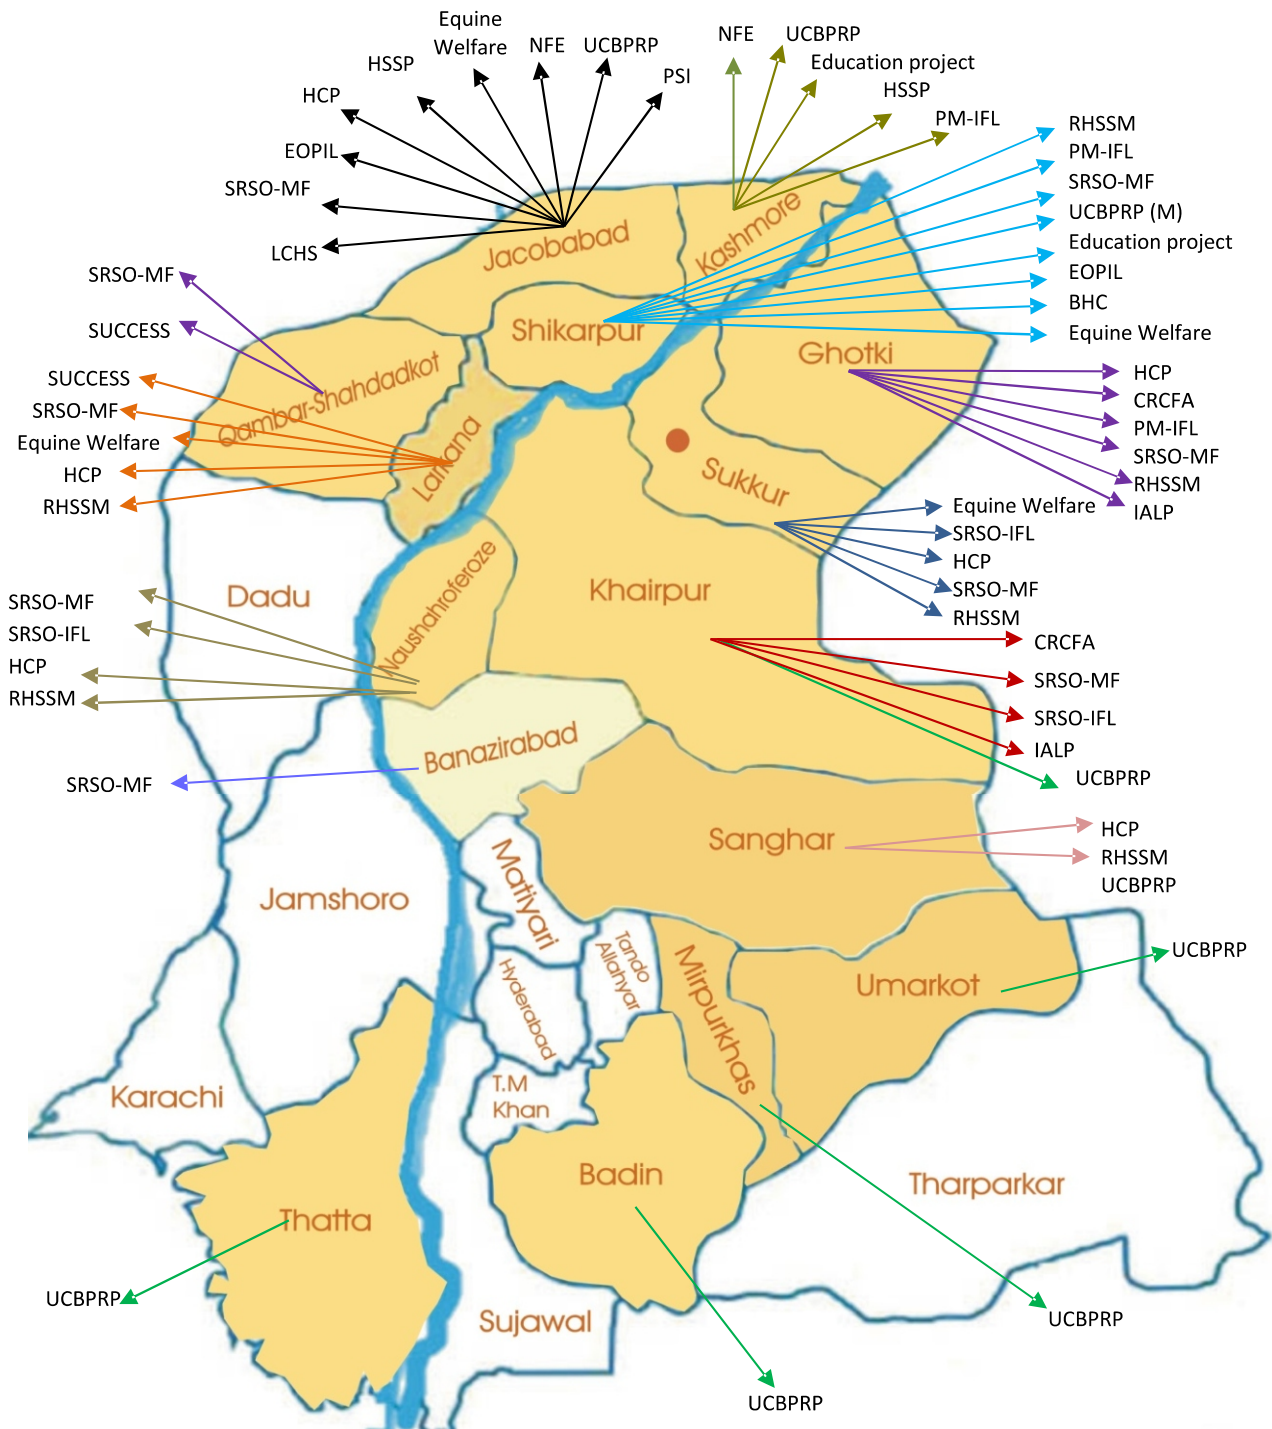 Equine
Welfare
NFE
UCBPRP
PSI
HSSP
HCP
EOPIL
SRSO-MF
LCHS
NFE
UCBPRP
Education project
HSSP
PM-IFL
RHSSM
PM-IFL
SRSO-MF
UCBPRP (M)
Education project
EOPIL
BHC
Equine Welfare
Jacobabad
Kashmore
Shikarpur
Ghotki
SRSO-MF
SUCCESS
Qambar-Shahdadkot
SUCCESS
SRSO-MF
Equine Welfare
HCP
RHSSM
Larkana
HCP
CRCFA
PM-IFL
SRSO-MF
RHSSM
IALP
Sukkur
Equine Welfare
SRSO-IFL
HCP
SRSO-MF
RHSSM
Dadu
Naushahroferoze
Khairpur
SRSO-MF
SRSO-IFL
HCP
RHSSM
CRCFA
SRSO-MF
SRSO-IFL
IALP
UCBPRP
Banazirabad
SRSO-MF
Sanghar
HCP
RHSSM
UCBPRP
Jamshoro
Matiyari
Tando
Allahyar
Hyderabad
Mirpurkhas
Umarkot
UCBPRP
Karachi
T.M
Khan
Badin
Tharparkar
Thatta
UCBPRP
Sujawal
UCBPRP
UCBPRP